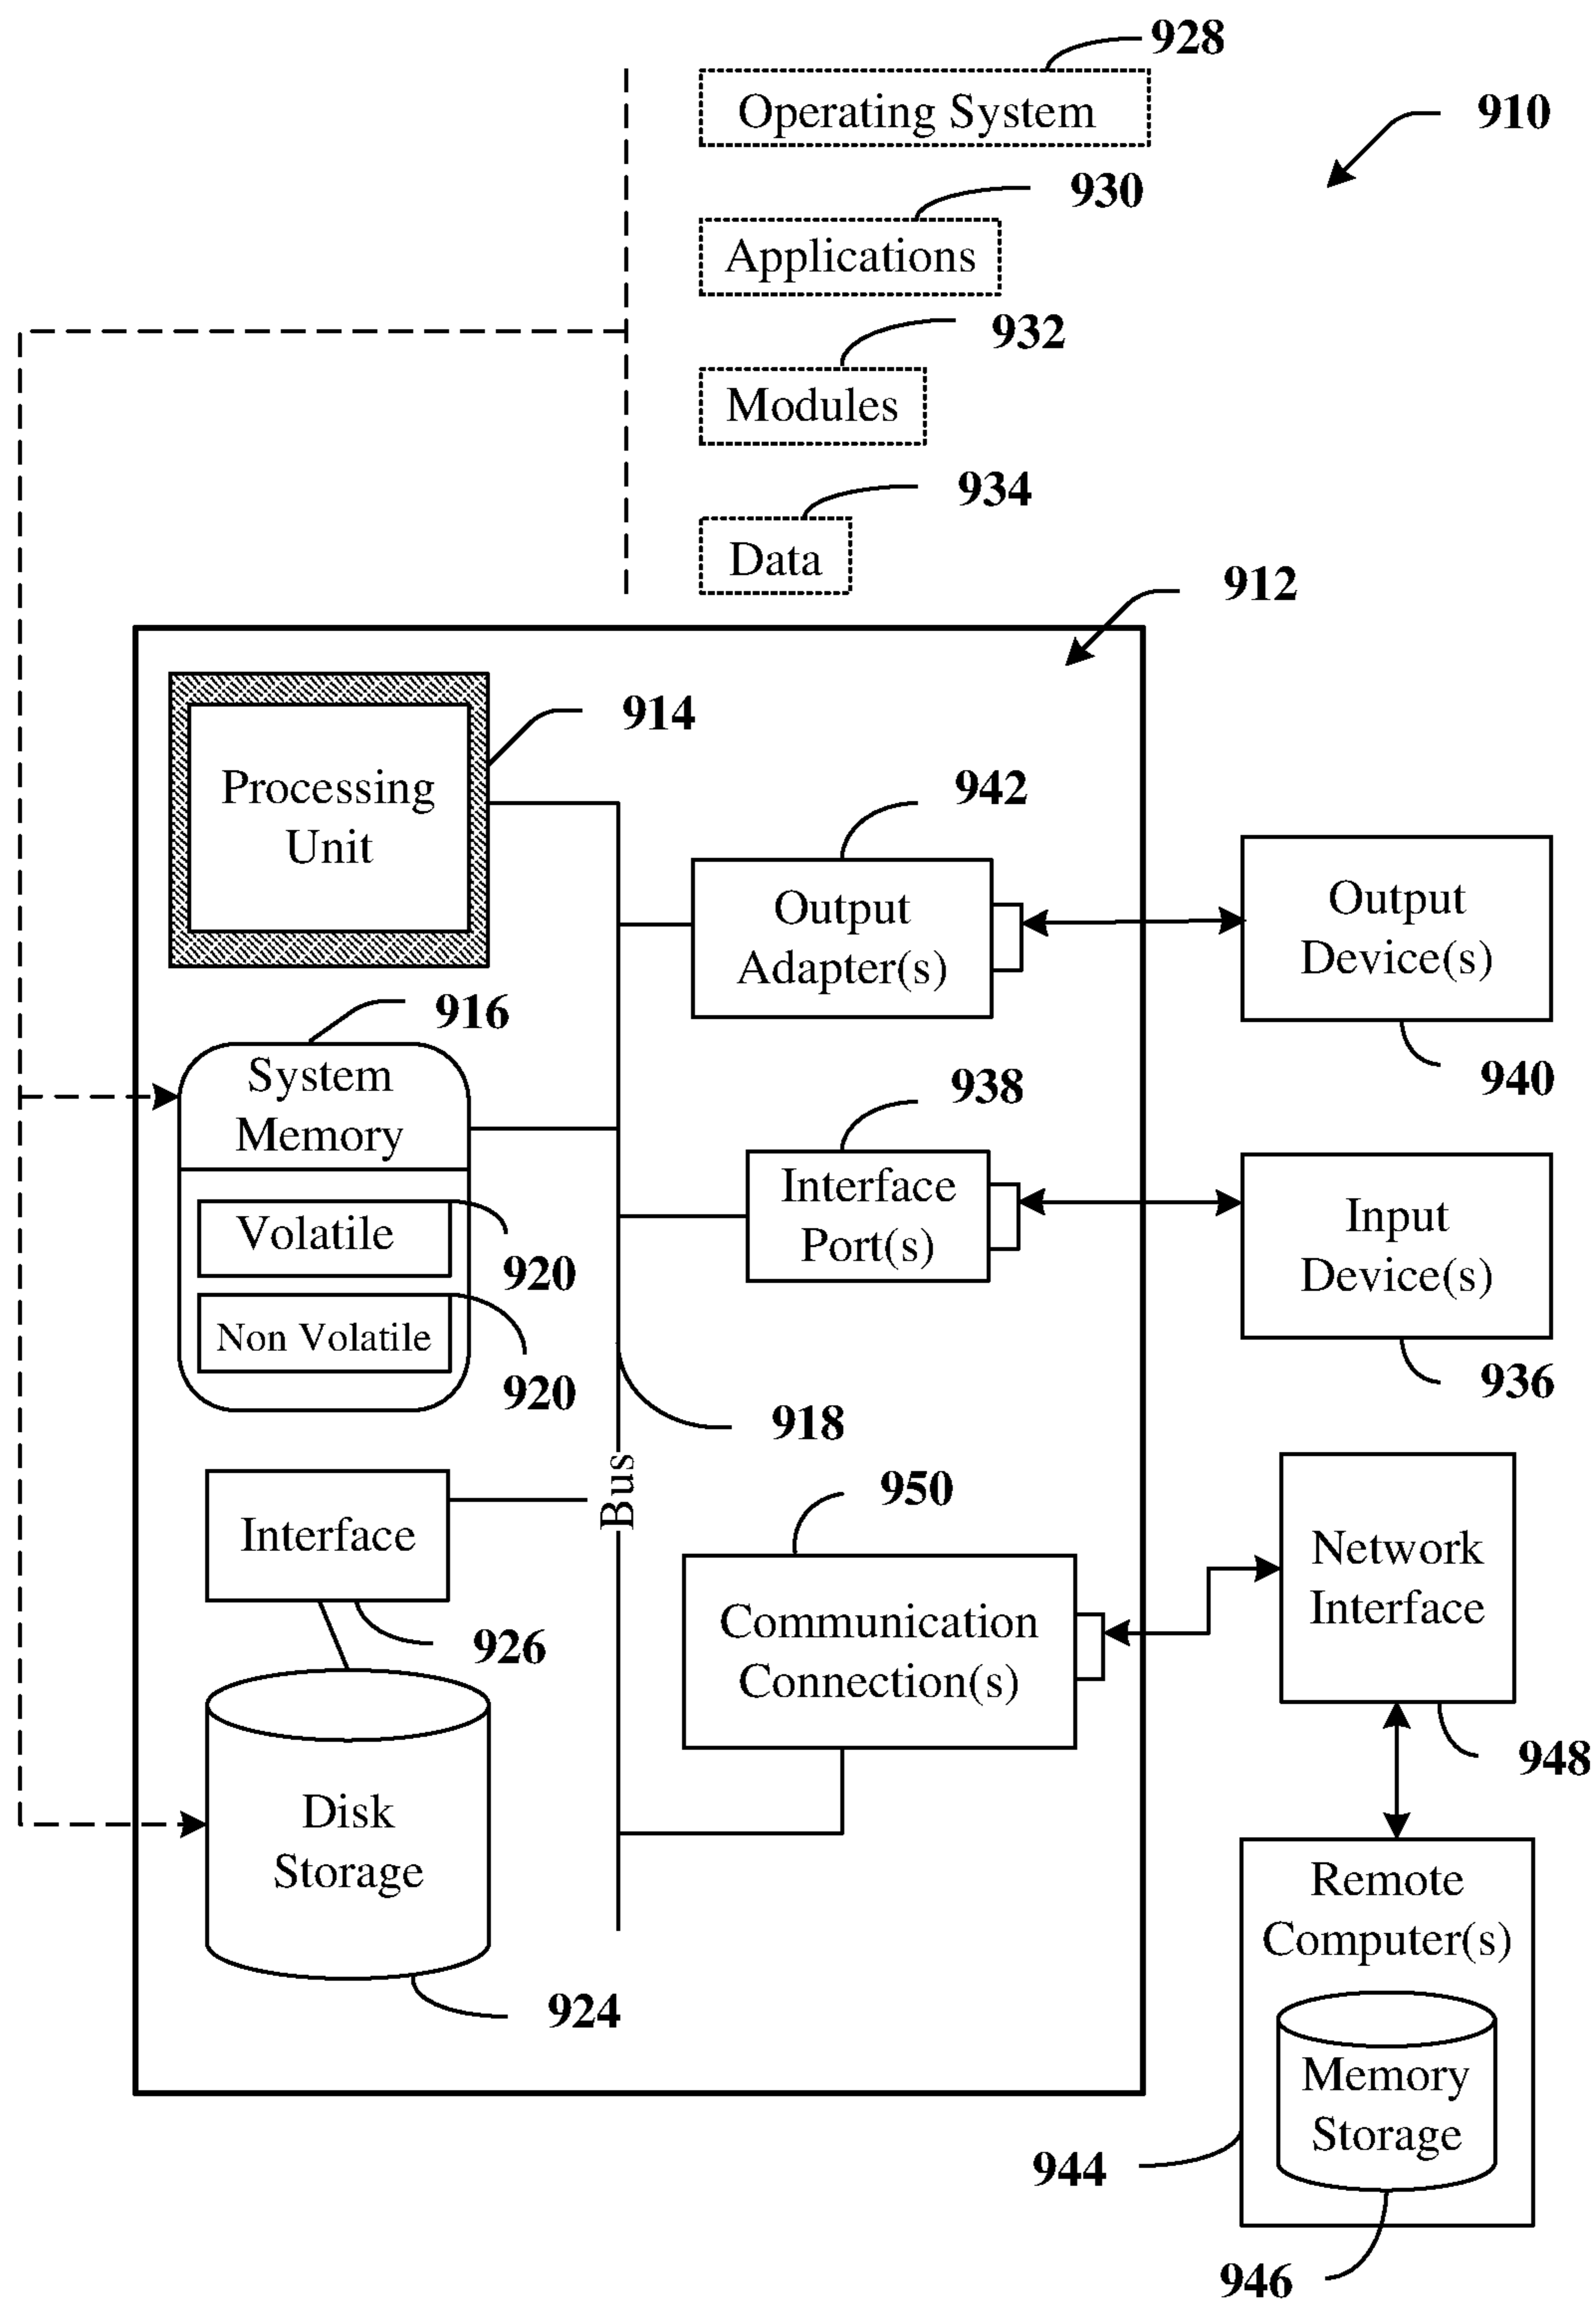 928
Operating System
910
930
Applications
932
Modules
934
Data
912
914
Processing
Unit
942
Output
Adapter(s)
Output
Device(s)
940
916
System
Memory
938
Interface
Port(s)
Input
Device(s)
936
Volatile
920
Non Volatile
920
918
Bus
950
Interface
926
Communication
Connection(s)
Network
Interface
948
Disk
Storage
924
Remote
Computer(s)
Memory
Storage
944
946